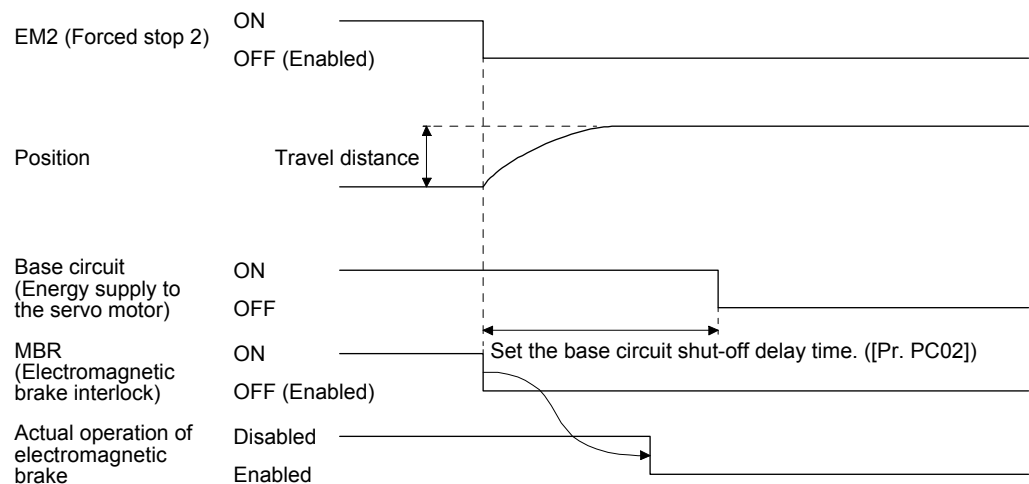 ON
EM2 (Forced stop 2)
OFF (Enabled)
Position
Travel distance
Base circuit
(Energy supply to
the servo motor)
ON
OFF
Set the base circuit shut-off delay time. ([Pr. PC02])
MBR
(Electromagnetic
brake interlock)
ON
OFF (Enabled)
Actual operation of
electromagnetic
brake
Disabled
Enabled